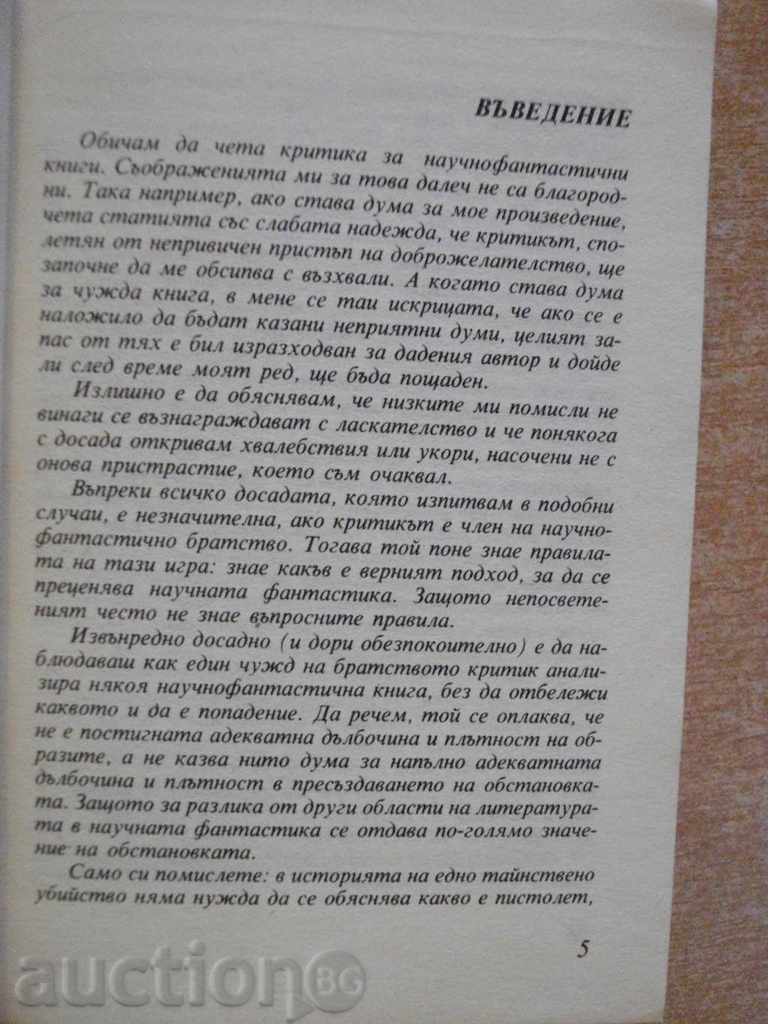 ВЪВЕДЕНИЕ
Обичам да чета критика за научнофантастични
книги. Съображенията ми за това далеч не са благород-
ни. Така например, ако става дума за мое произведение,
чета статията със слабата надежда, че критикът, спо-
летян от непривичен пристъп на доброжелателство, ще
започне да ме обсипва с възхвали. А когато става дума
за чужда книга, в мене се таи искрицата, че ако се е
наложило да бъдат казани неприятни думи, целият за-
пас от тях е бил изразходван за дадения автор и дойде
ли след време моят ред, ще бъда пощаден.
Излишно е да обяснявам, че низките ми помисли не
винаги се възнаграждават с ласкателство и че понякога
с досада откривам хвалебствия или укори, насочени не с
онова пристрастие, което съм очаквал.
Въпреки всичко досадата, която изпитвам в подобни
случаи, е незначителна, ако критикът е член на научно-
фантастично братство. Тогава той поне знае правила-
та на тази игра: знае какъв е верният подход, за да се
преценява научната фантастика. Защото непосвете-
ният често не знае въпросните правила.
Извънредно досадно (и дори обезпокоително) е да на-
блюдаваш как един чужд на братството критик анали-
зира някоя научнофантастична книга, без да отбележи
каквото и да е попадение. Да речем, той се оплаква, че
не е постигната адекватна дълбочина и плътност на об-
разите, а не казва нито дума за напълно адекватната
дълбочина и плътност в пресъздаването на обстановка-
та. Защото за разлика от други области на литература-
та в научната фантастика се отдава по-голямо значе-
ние на обстановката.
Само си помислете: в историята на едно тайнствено
убийство няма нужда да се обяснява какво е пистолет,
5
auction BG